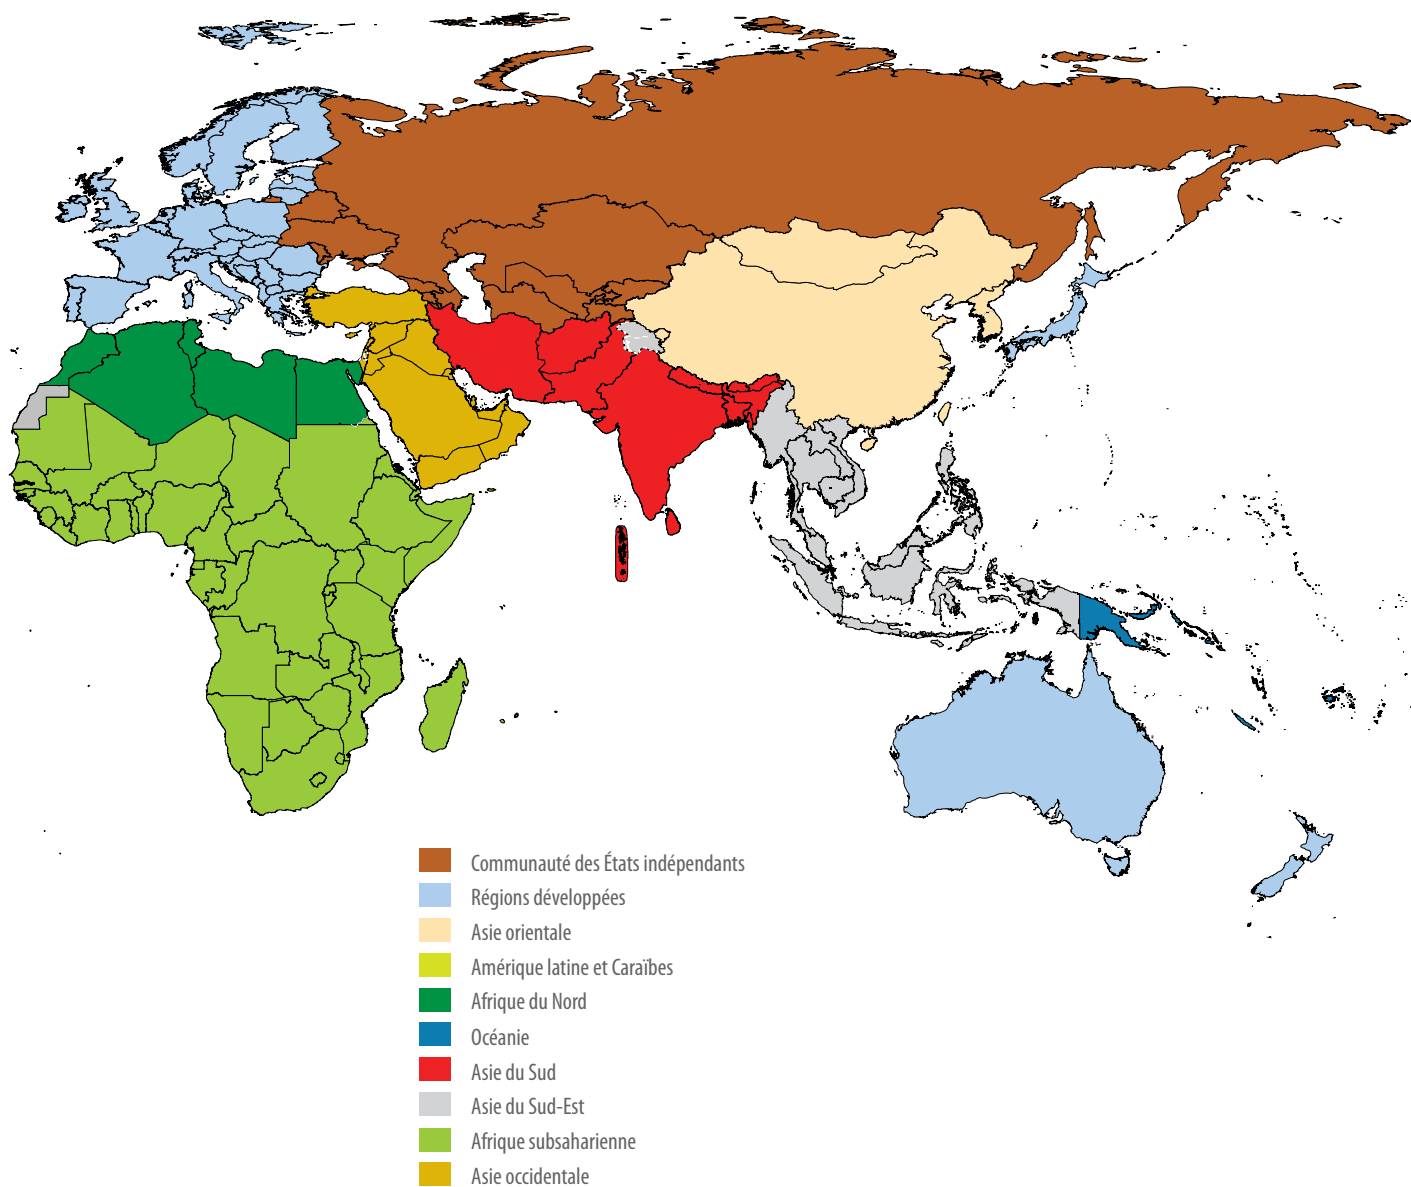 Communauté des États indépendants
Régions développées
Asie orientale
Amérique latine et Caraïbes
Afrique du Nord
Océanie
Asie du Sud
Asie du Sud-Est
Afrique subsaharienne
Asie occidentale